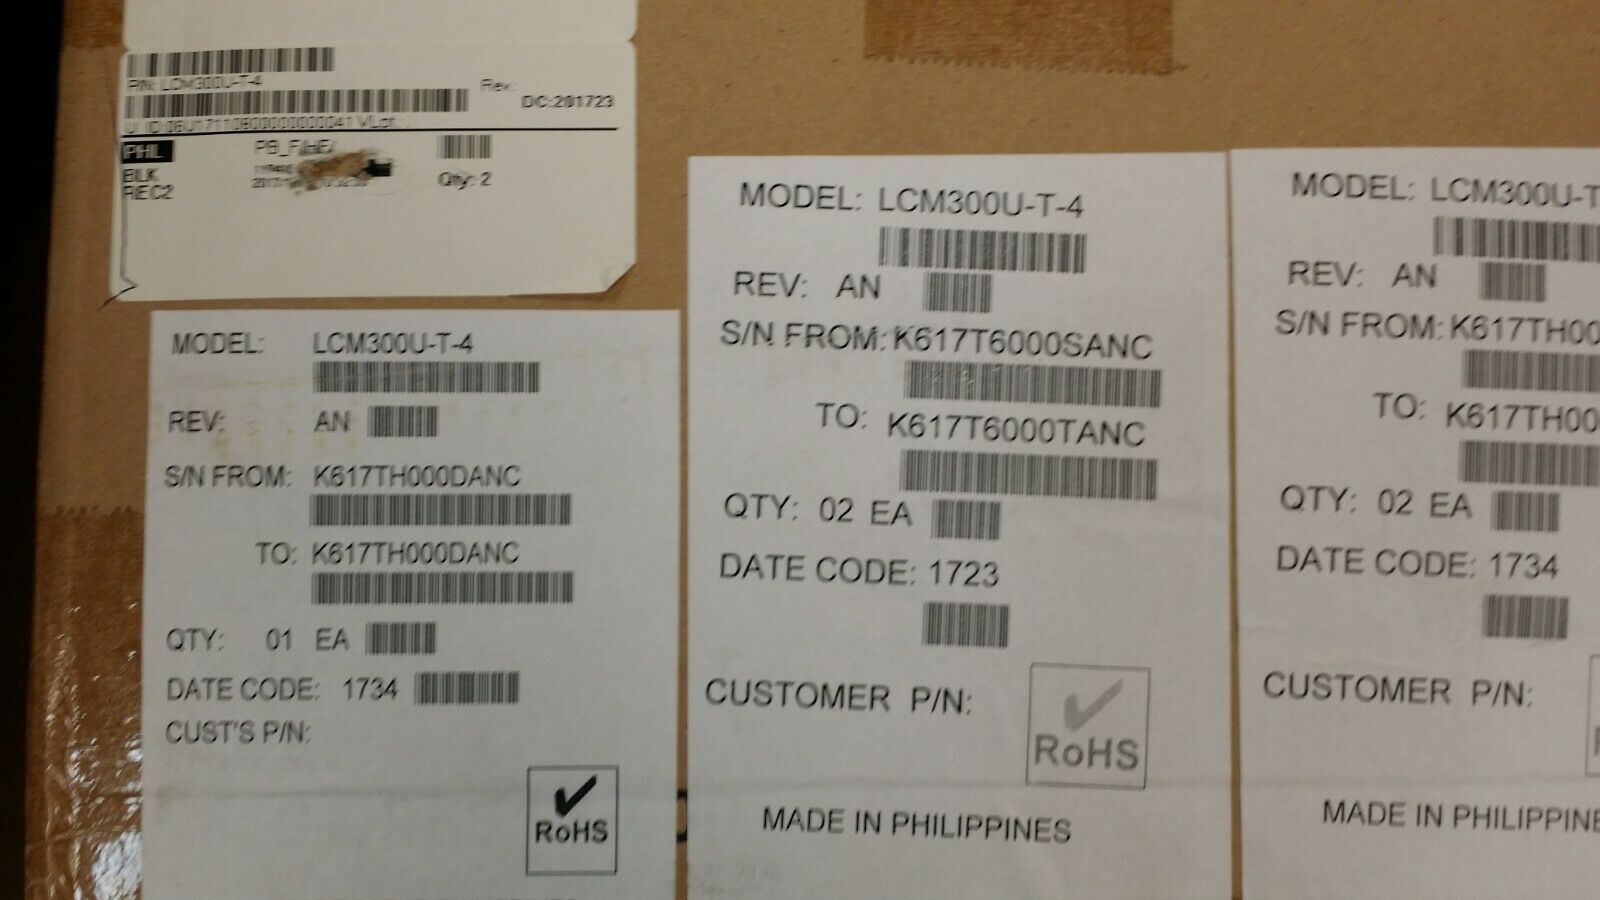 P/N: LCM300U-T-4
Rev:
DC:201723
PHL
BLK
REC2
Qty: 2
MODEL: LCM300U-T-4
REV: AN
S/N FROM: K617TH000DANC
TO: K617TH000DANC
QTY: 01 EA
DATE CODE: 1734
CUST'S P/N:
RoHS
MODEL: LCM300U-T-4
REV: AN
S/N FROM: K617T6000SANC
TO: K617T6000TANC
QTY: 02 EA
DATE CODE: 1723
CUSTOMER P/N:
RoHS
MADE IN PHILIPPINES
MODEL: LCM300U-T
REV: AN
S/N FROM: K617TH00
TO: K617TH00
QTY: 02 EA
DATE CODE: 1734
CUSTOMER P/N:
MADE IN PHILIPPINE